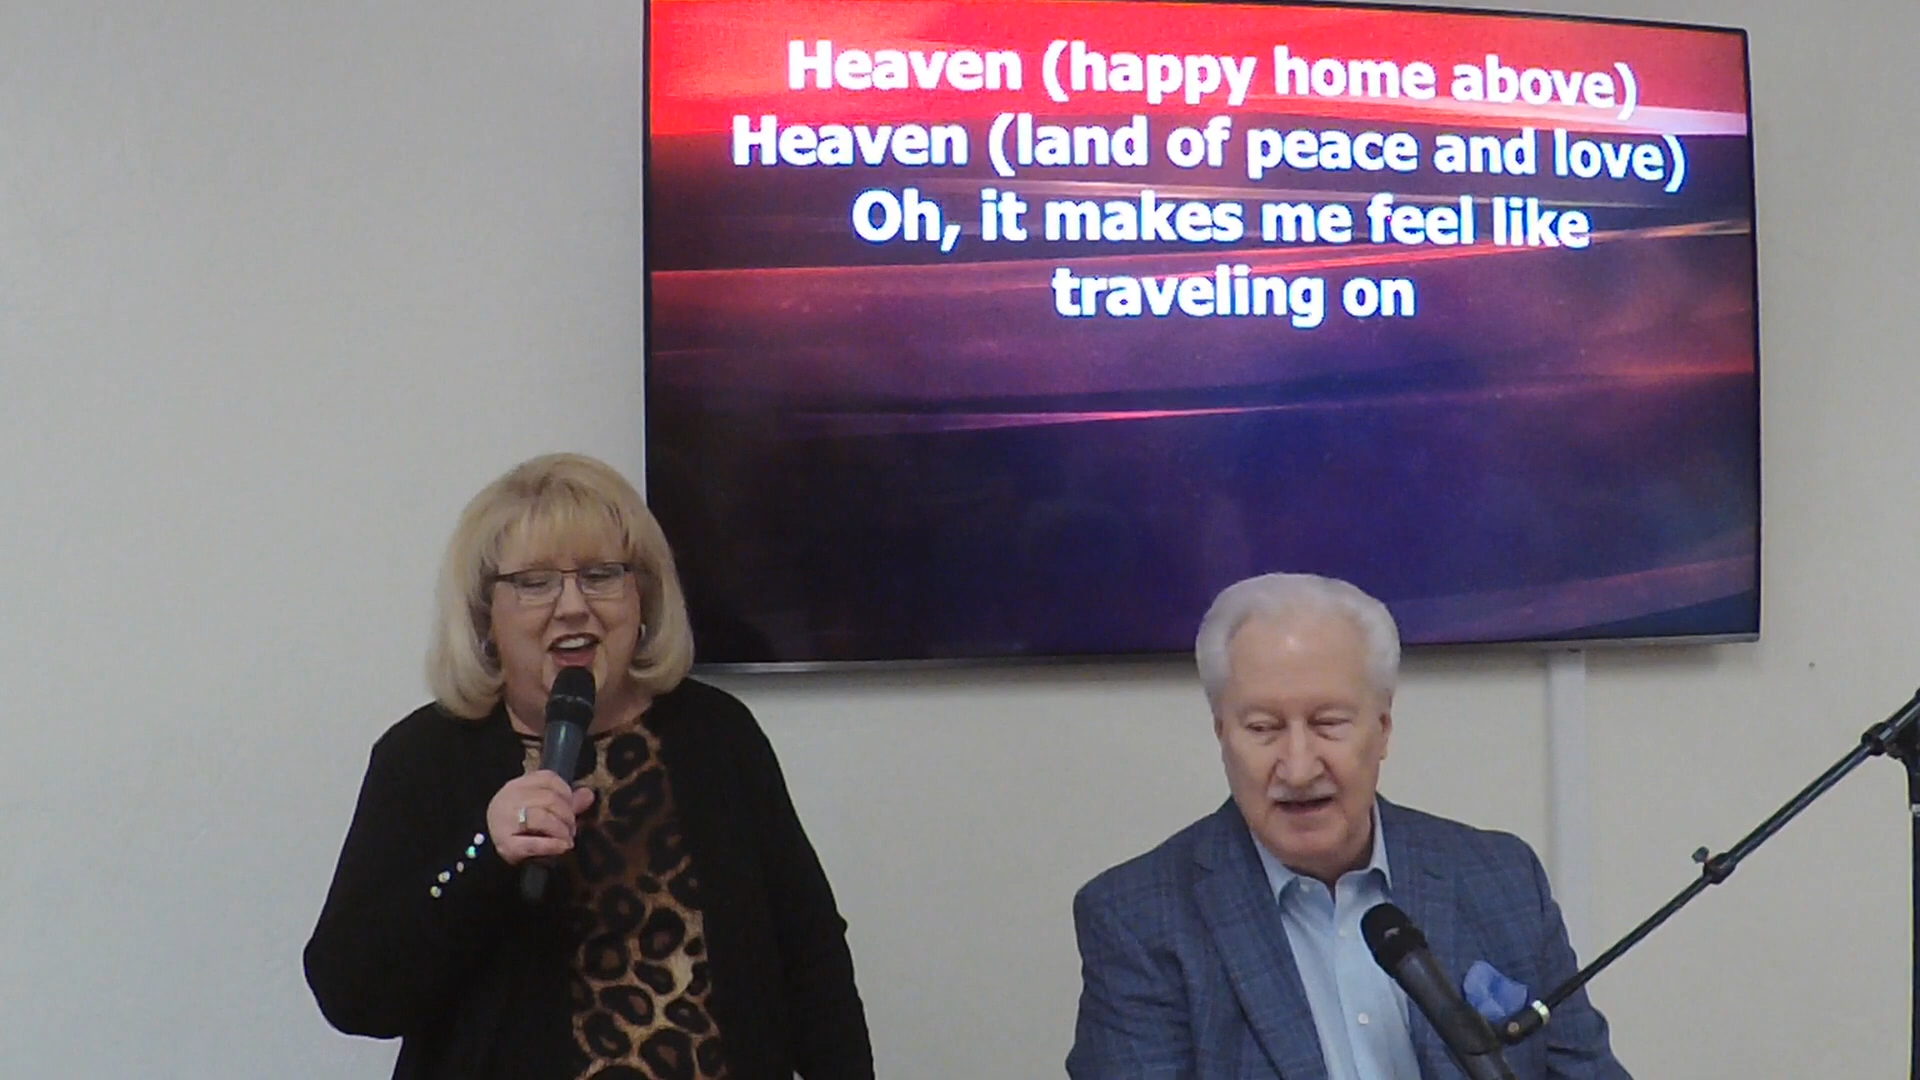 Heaven (happy home above)
Heaven (land of peace and love)
Oh, it makes me feel like
traveling on